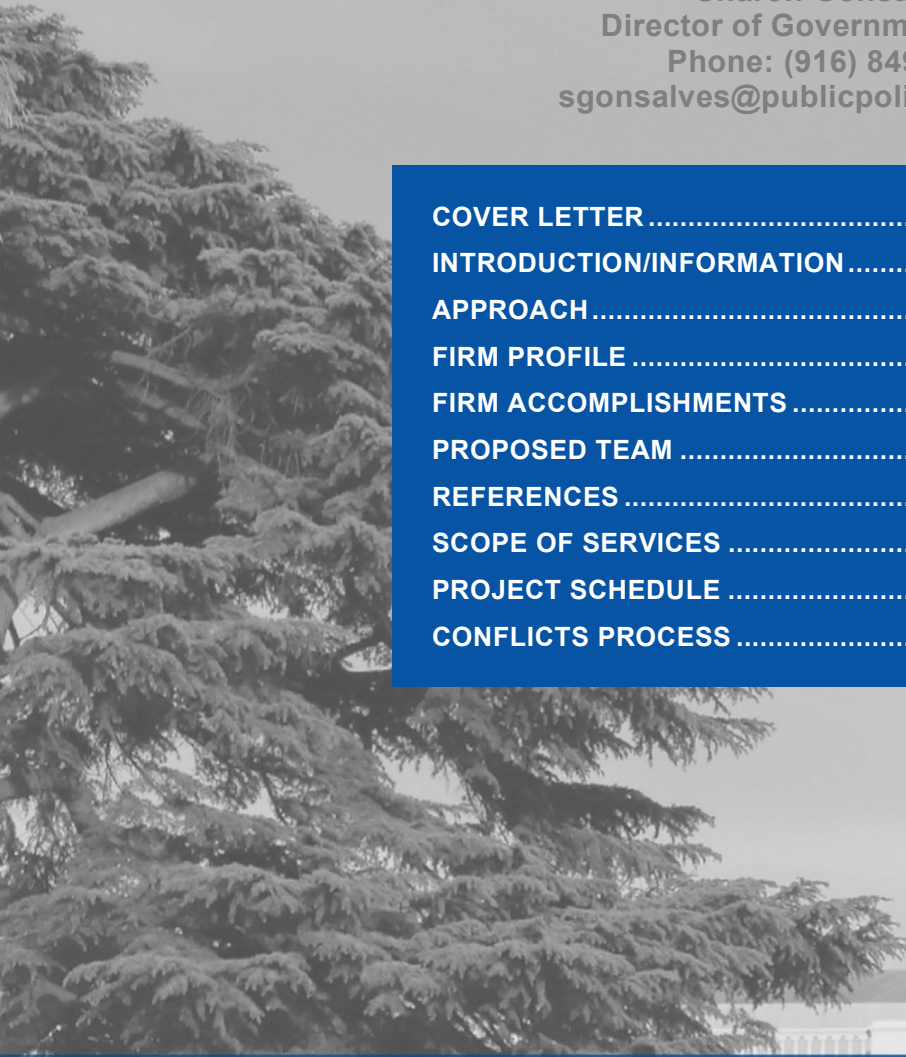 Director of Governm
Phone: (916) 849
sgonsalves@publicpoli
COVER LETTER................................
INTRODUCTION/INFORMATION........
APPROACH.......................................
FIRM PROFILE...................................
FIRM ACCOMPLISHMENTS..............
PROPOSED TEAM............................
REFERENCES...................................
SCOPE OF SERVICES......................
PROJECT SCHEDULE......................
CONFLICTS PROCESS.....................